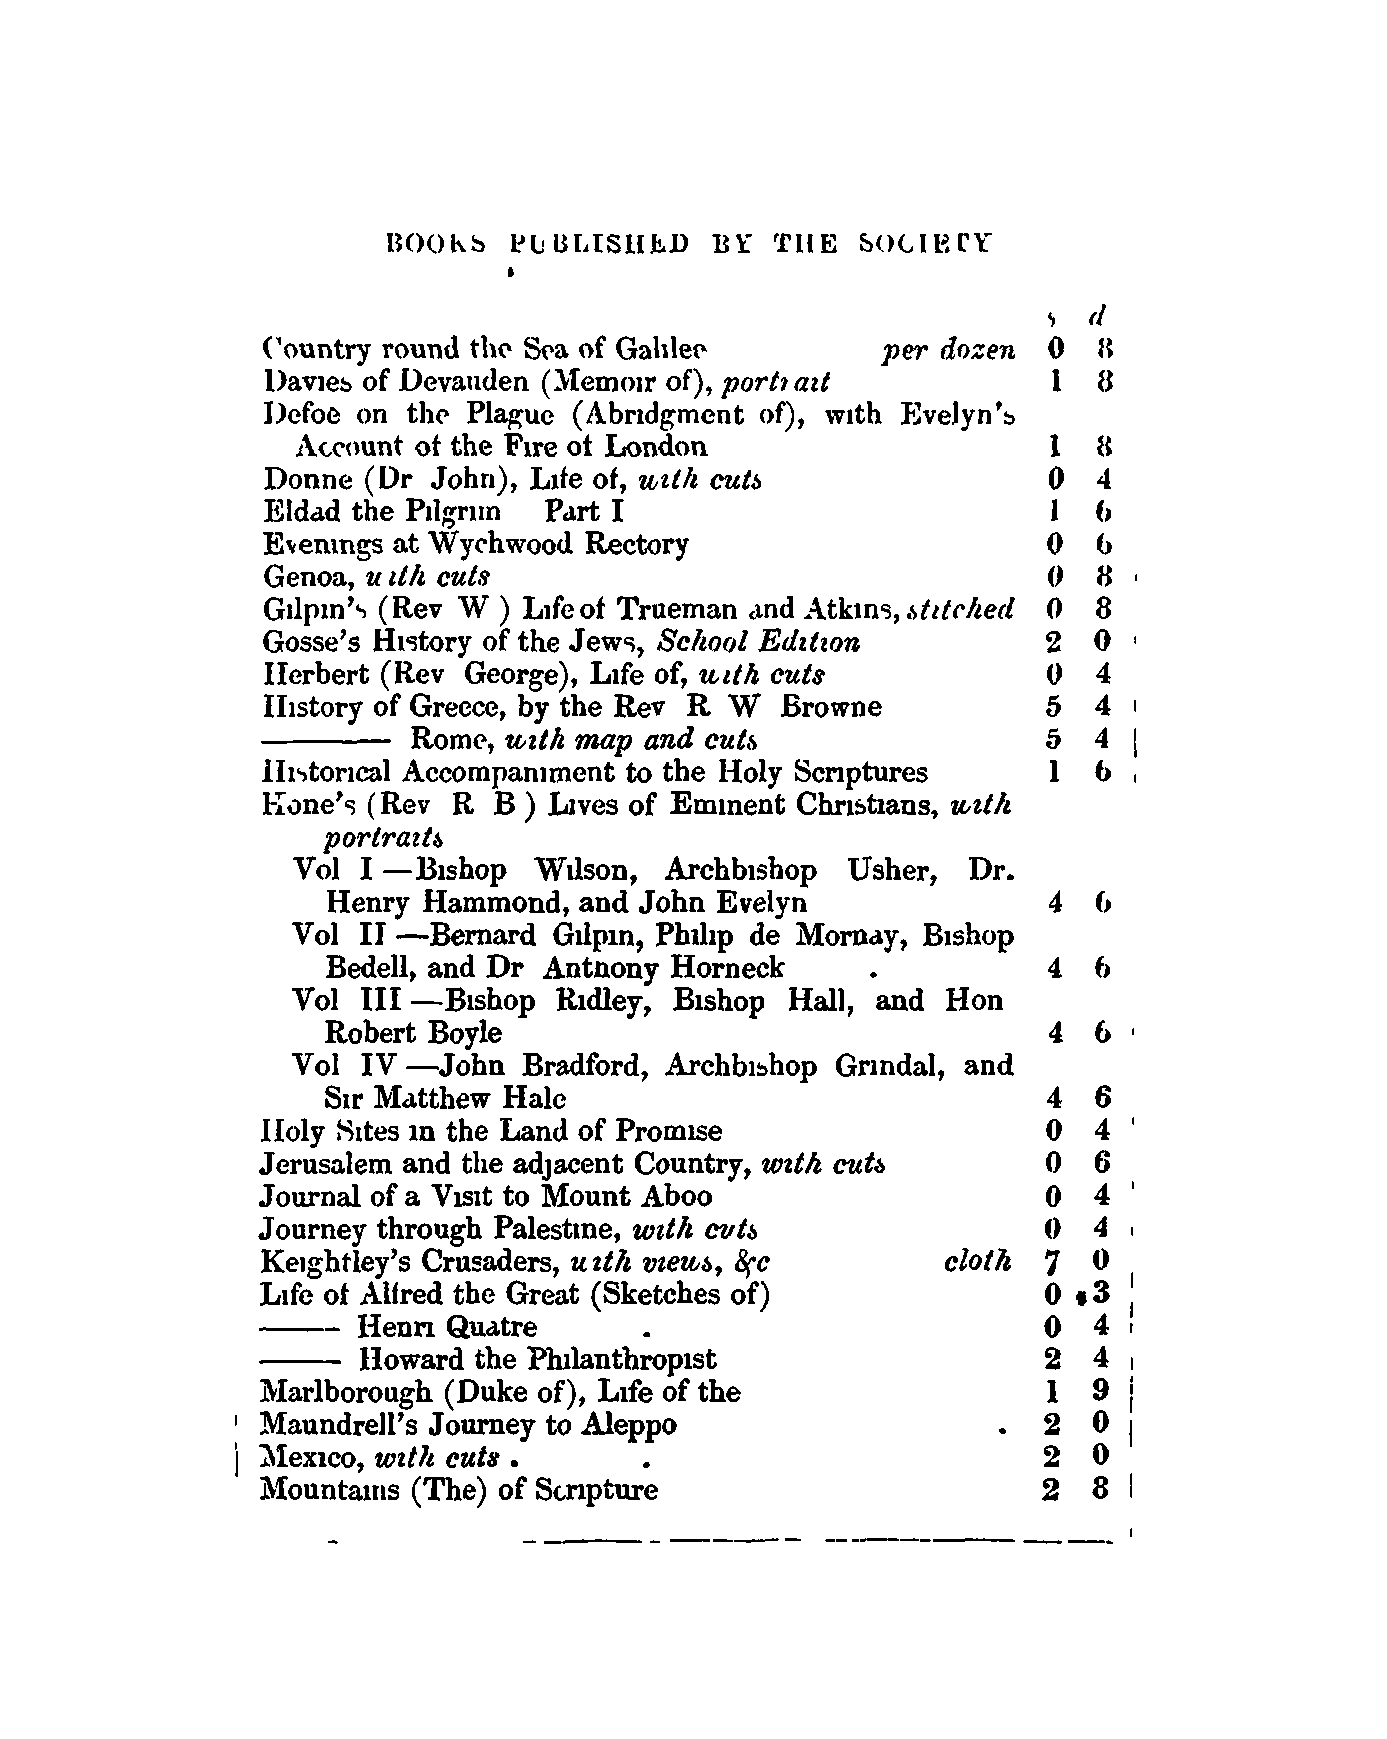 BOOKS PUBLISHED BY THE SOCIETY
s d
Country round the Sea of Galilee per dozen 0 8
Davies of Devauden (Memoir of), portrait 1 8
Defoe on the Plague (Abridgment of), with Evelyn's
Account of the Fire of London 1 8
Donne (Dr John), Life of, with cuts 0 4
Eldad the Pilgrim Part I 1 6
Evenings at Wychwood Rectory 0 6
Genoa, with cuts 0 8
Gilpin's (Rev W ) Life of Trueman and Atkins, stitched 0 8
Gosse's History of the Jews, School Edition 2 0
Herbert (Rev George), Life of, with cuts 0 4
History of Greece, by the Rev R W Browne 5 4
——— Rome, with map and cuts 5 4
Historical Accompaniment to the Holy Scriptures 1 6
Hone's (Rev R B ) Lives of Eminent Christians, with
portraits
Vol I —Bishop Wilson, Archbishop Usher, Dr.
Henry Hammond, and John Evelyn 4 6
Vol II —Bernard Gilpin, Philip de Mornay, Bishop
Bedell, and Dr Anthony Horneck . 4 6
Vol III —Bishop Ridley, Bishop Hall, and Hon
Robert Boyle 4 6
Vol IV —John Bradford, Archbishop Grindal, and
Sir Matthew Hale 4 6
Holy Sites in the Land of Promise 0 4
Jerusalem and the adjacent Country, with cuts 0 6
Journal of a Visit to Mount Aboo 0 4
Journey through Palestine, with cuts 0 4
Keightley's Crusaders, with views, &c cloth 7 0
Life of Alfred the Great (Sketches of) 0 3
—— Henri Quatre . 0 4
—— Howard the Philanthropist 2 4
Marlborough (Duke of), Life of the 1 9
Maundrell's Journey to Aleppo . 2 0
Mexico, with cuts . . 2 0
Mountains (The) of Scripture 2 8